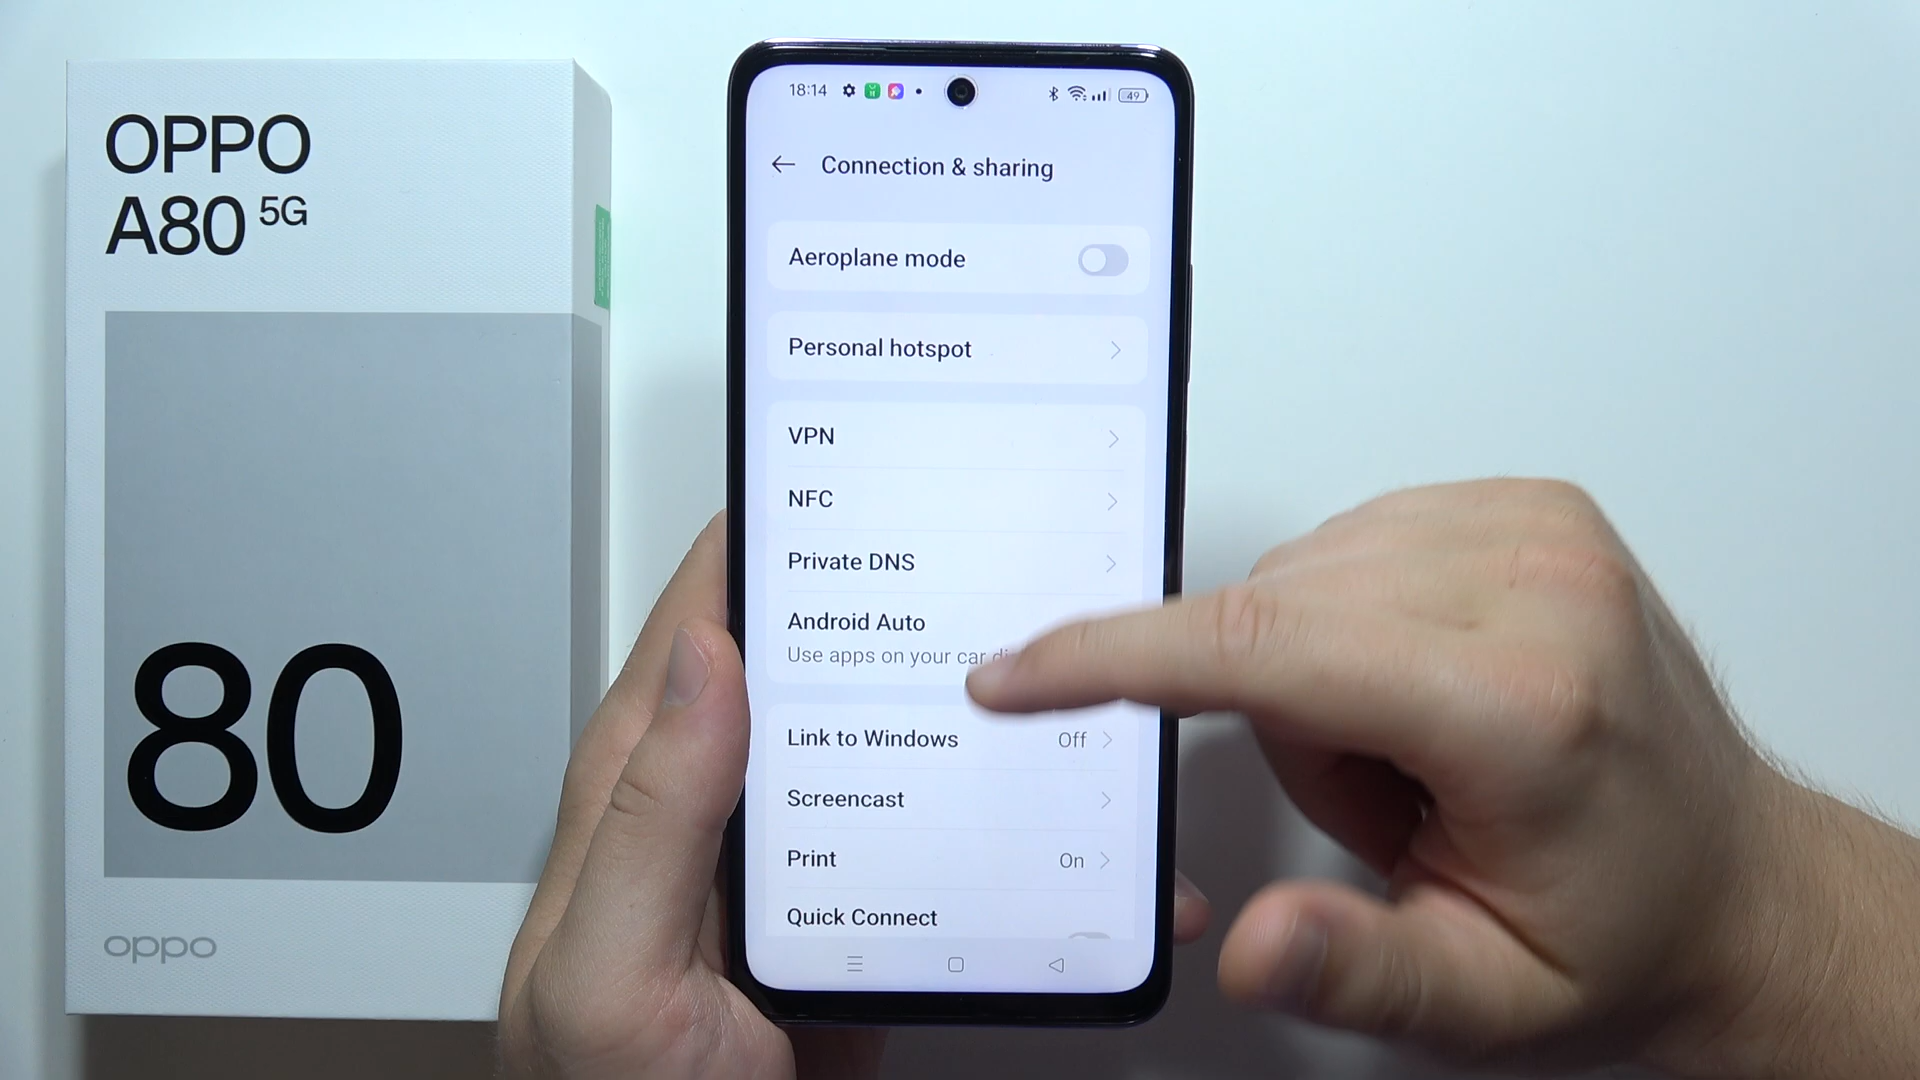 OPPO
A80 5G
80
oppo
18:14
49
Connection & sharing
Aeroplane mode
Personal hotspot
VPN
NFC
Private DNS
Android Auto
Use apps on your car
Link to Windows Off
Screencast
Print On
Quick Connect